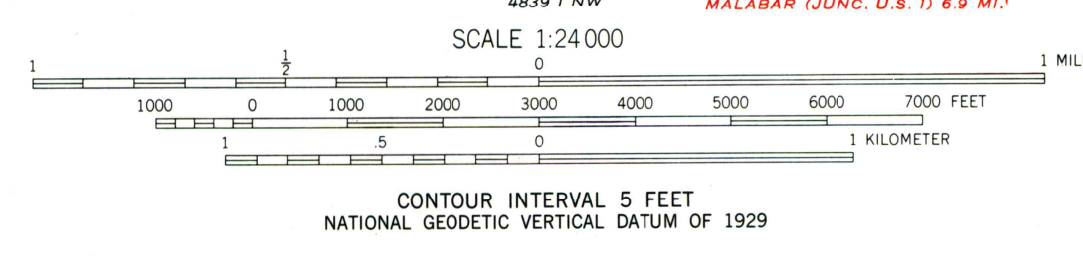 4839 I NW
MALABAR (JUNC. U.S. 1) 6.9 MI.
SCALE 1:24 000
1 1/2 0 1 MILE
1000 0 1000 2000 3000 4000 5000 6000 7000 FEET
1 .5 0 1 KILOMETER
CONTOUR INTERVAL 5 FEET
NATIONAL GEODETIC VERTICAL DATUM OF 1929